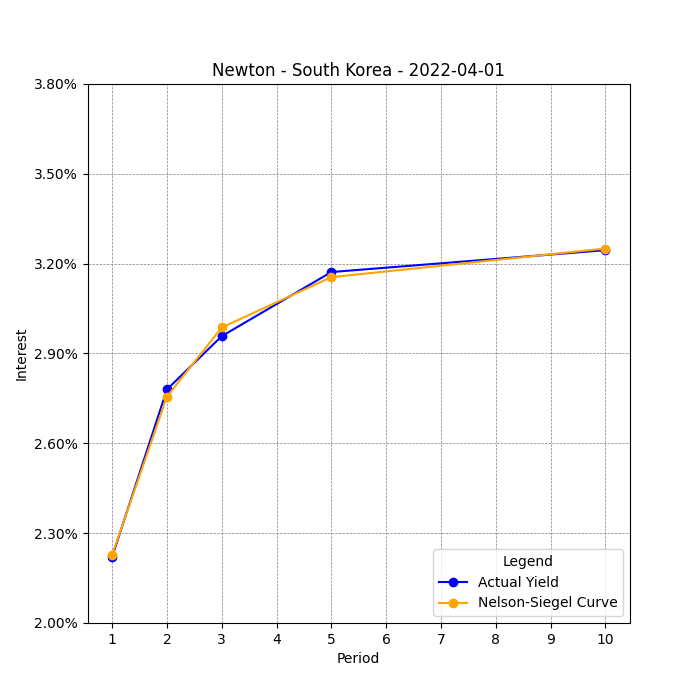 Newton - South Korea - 2022-04-01
3.80%
3.50%
3.20%
2.90%
2.60%
2.30%
2.00%
Interest
1 2 3 4 5 6 7 8 9 10
Period
Legend
Actual Yield
Nelson-Siegel Curve